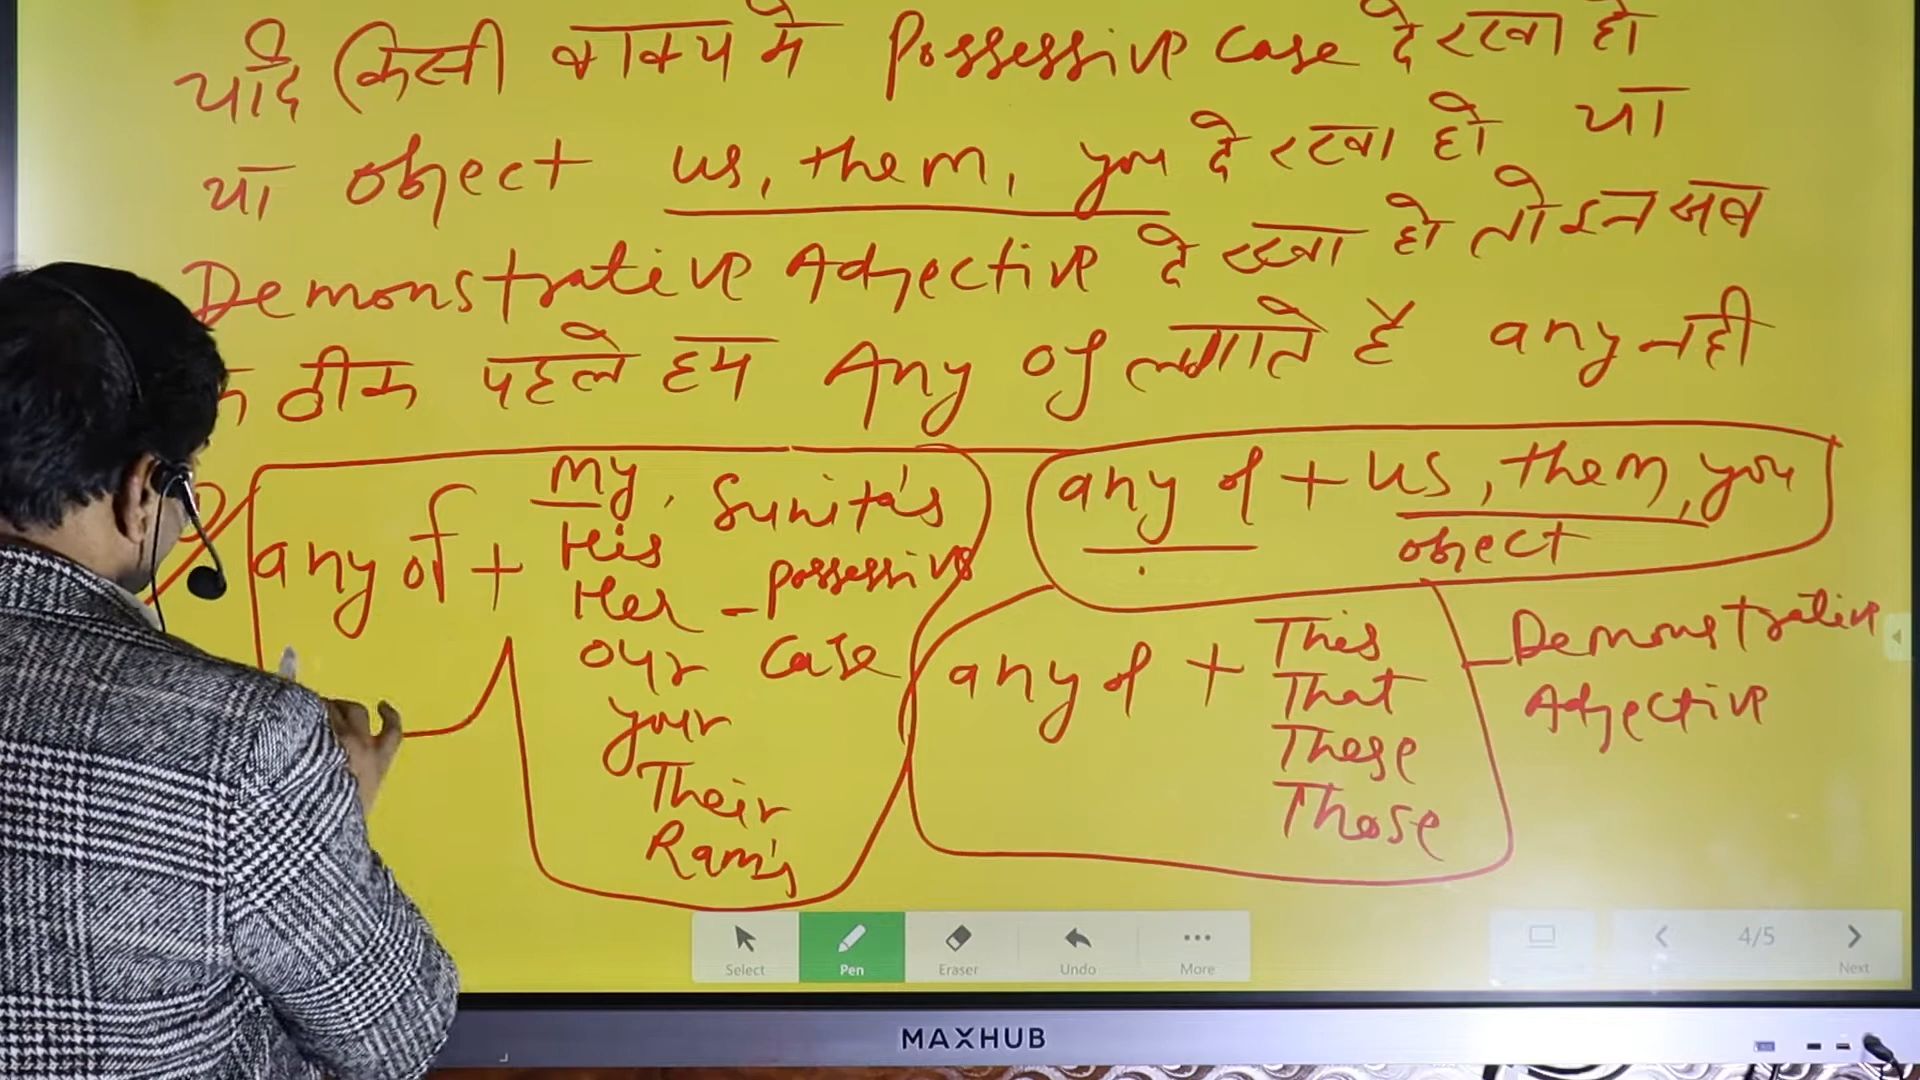 यदि किसी वाक्य मे Possessive case दे रखा हो
या object us, them, you दे रखा हो या
Demonstrative Adjective दे रखा हो तो इन सब
के ठीक पहले हम Any of लगाते है any नही
any of + my, Sunita's
His
Her - possessive
our case
your
Their
Ram's
any of + us, them, you
object
any of + This - Demonstrative
That Adjective
These
Those
Select Pen Eraser Undo More 4/5 Next
MAXHUB